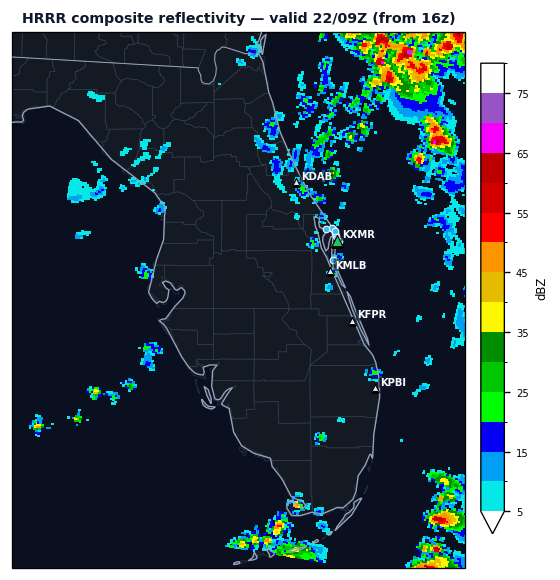 HRRR composite reflectivity — valid 22/09Z (from 16z)
KDAB
KXMR
KMLB
KFPR
KPBI
75
65
55
45
35
25
15
5
dBZ